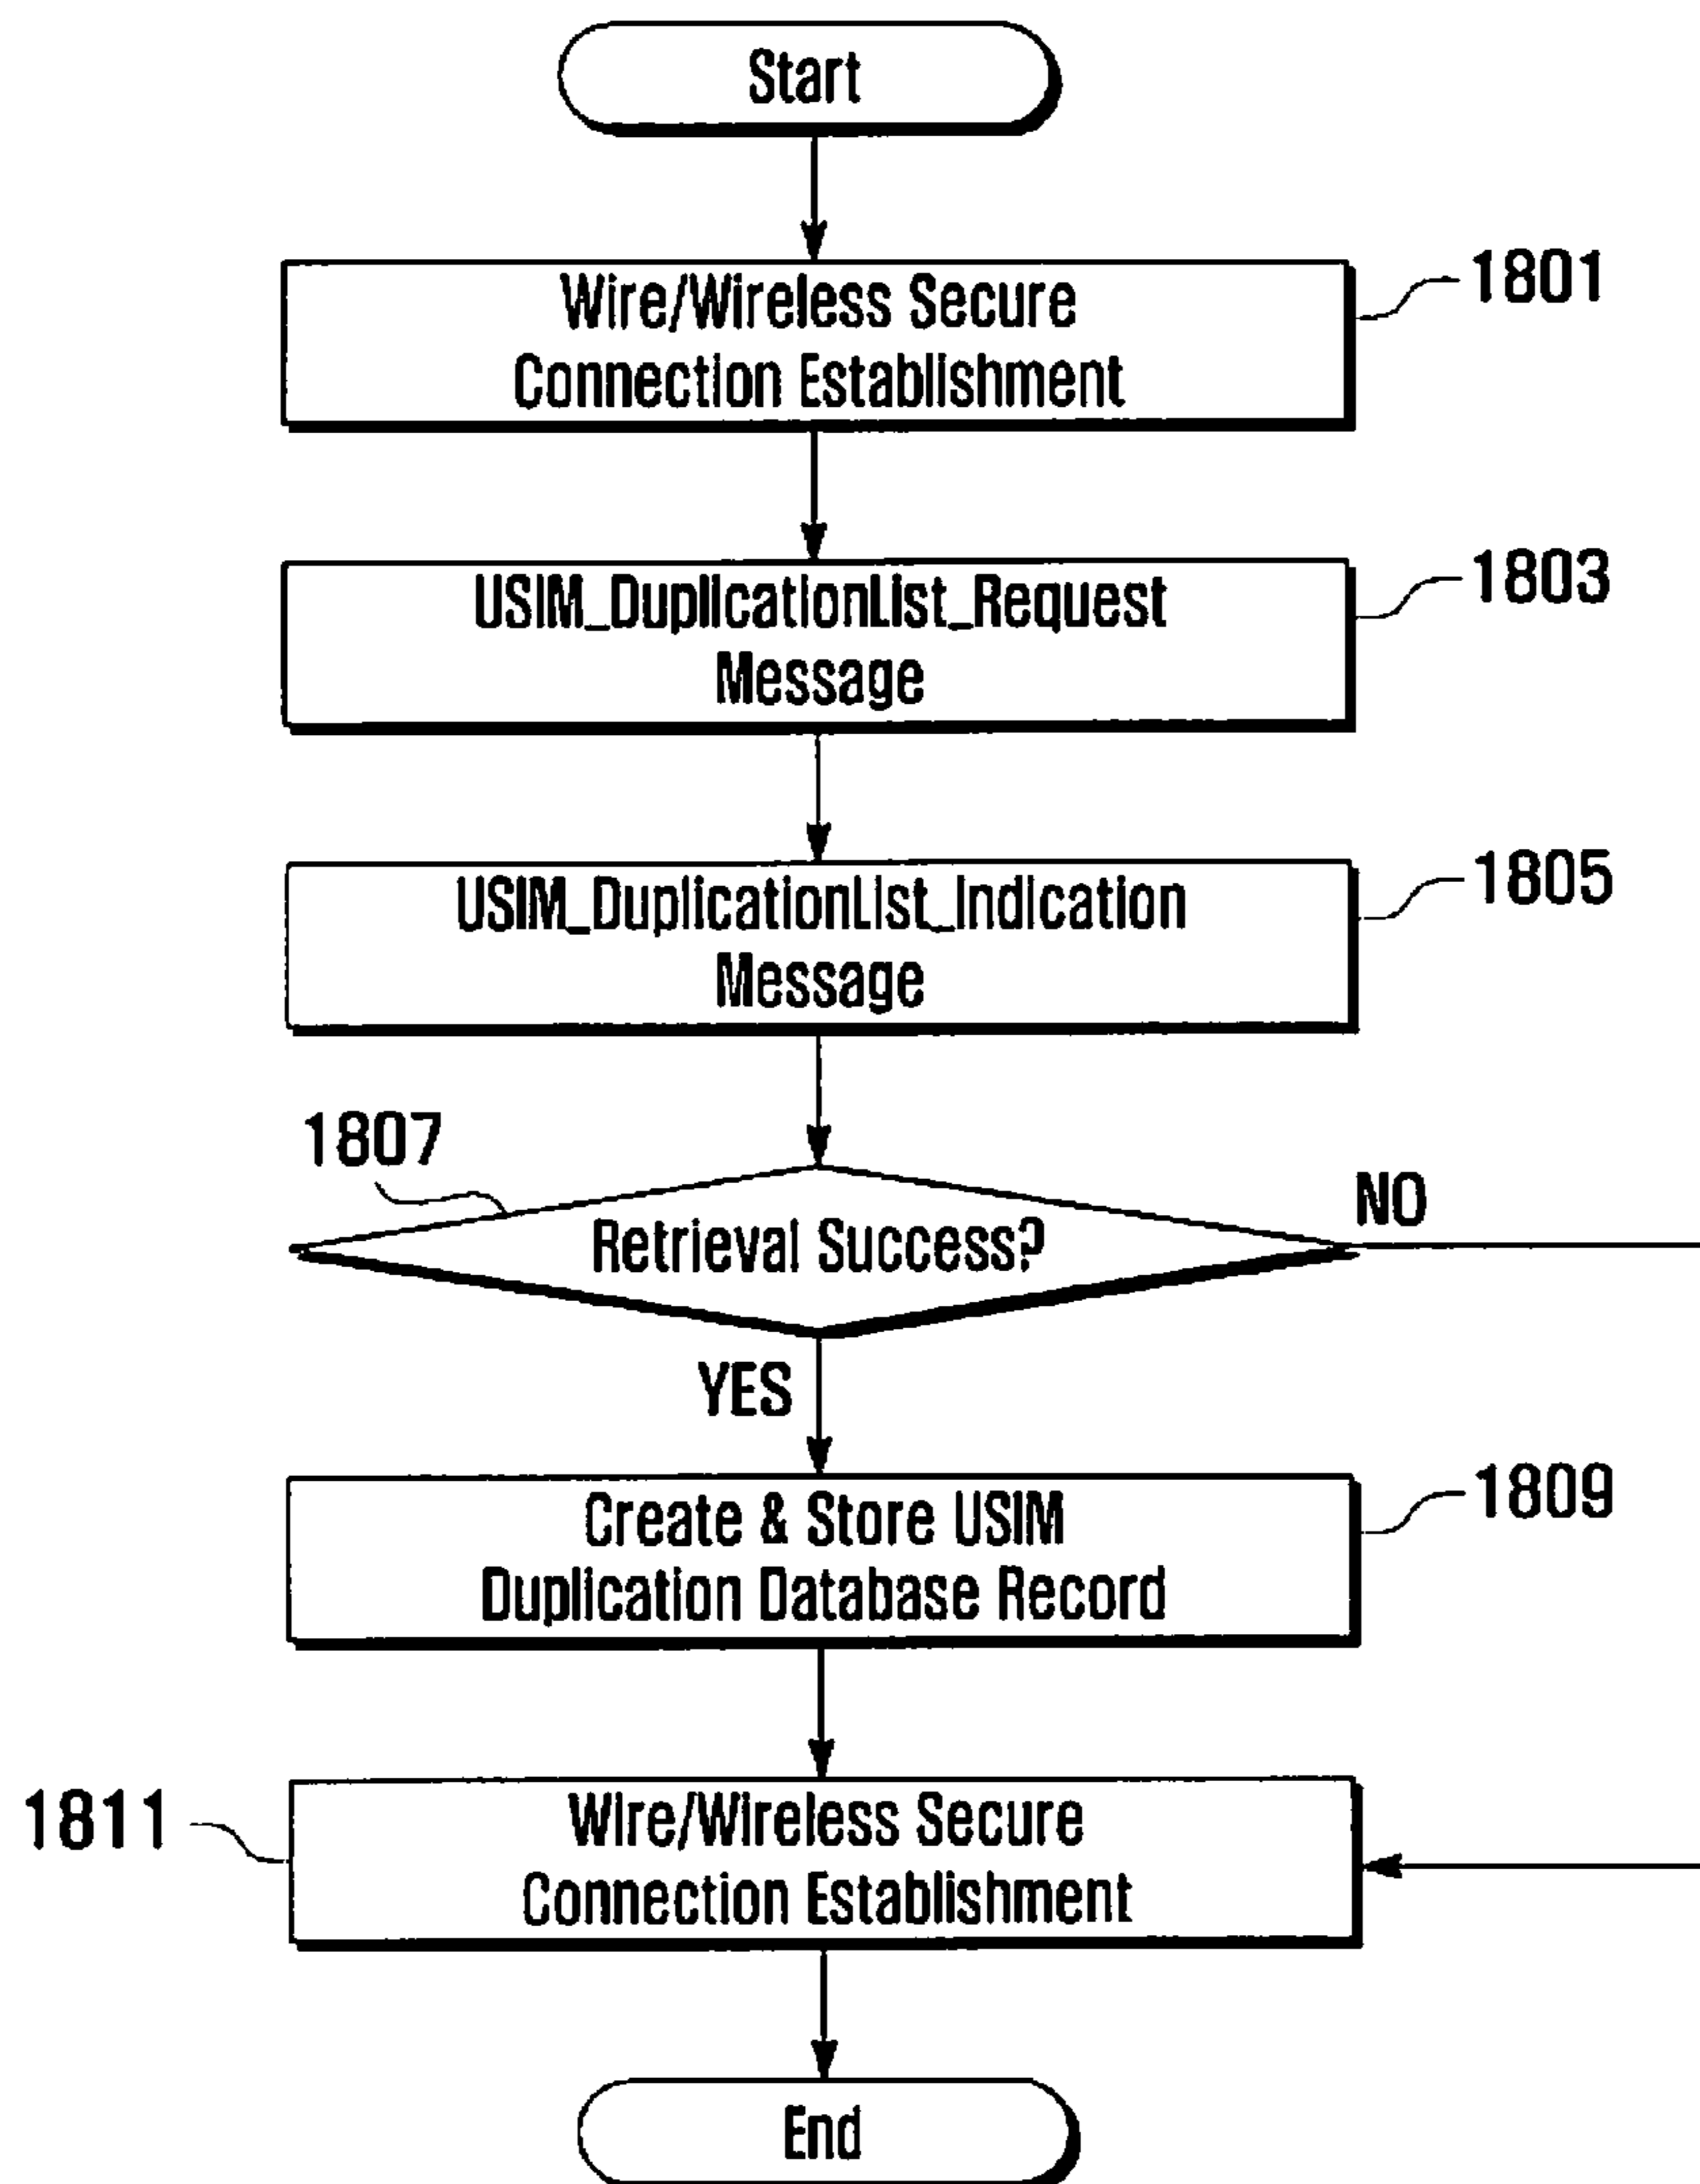 Start
Wire/Wireless Secure
Connection Establishment
1801
USIM_DuplicationList_Request
Message
1803
USIM_DuplicationList_Indication
Message
1805
1807
Retrieval Success?
NO
YES
Create & Store USIM
Duplication Database Record
1809
1811
Wire/Wireless Secure
Connection Establishment
End